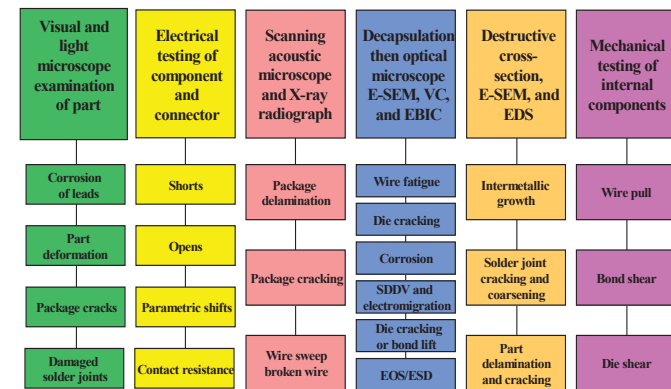 Visual and
light
microscope
examination
of part
Corrosion
of leads
Part
deformation
Package cracks
Damaged
solder joints
Electrical
testing of
component
and
connector
Shorts
Opens
Parametric shifts
Contact resistance
Scanning
acoustic
microscope
and X-ray
radiograph
Package
delamination
Package cracking
Wire sweep
broken wire
Decapsulation
then optical
microscope
E-SEM, VC,
and EBIC
Wire fatigue
Die cracking
Corrosion
SDDV and
electromigration
Die cracking
or bond lift
EOS/ESD
Destructive
cross-
section,
E-SEM, and
EDS
Intermetallic
growth
Solder joint
cracking and
coarsening
Part
delamination
and cracking
Mechanical
testing of
internal
components
Wire pull
Bond shear
Die shear